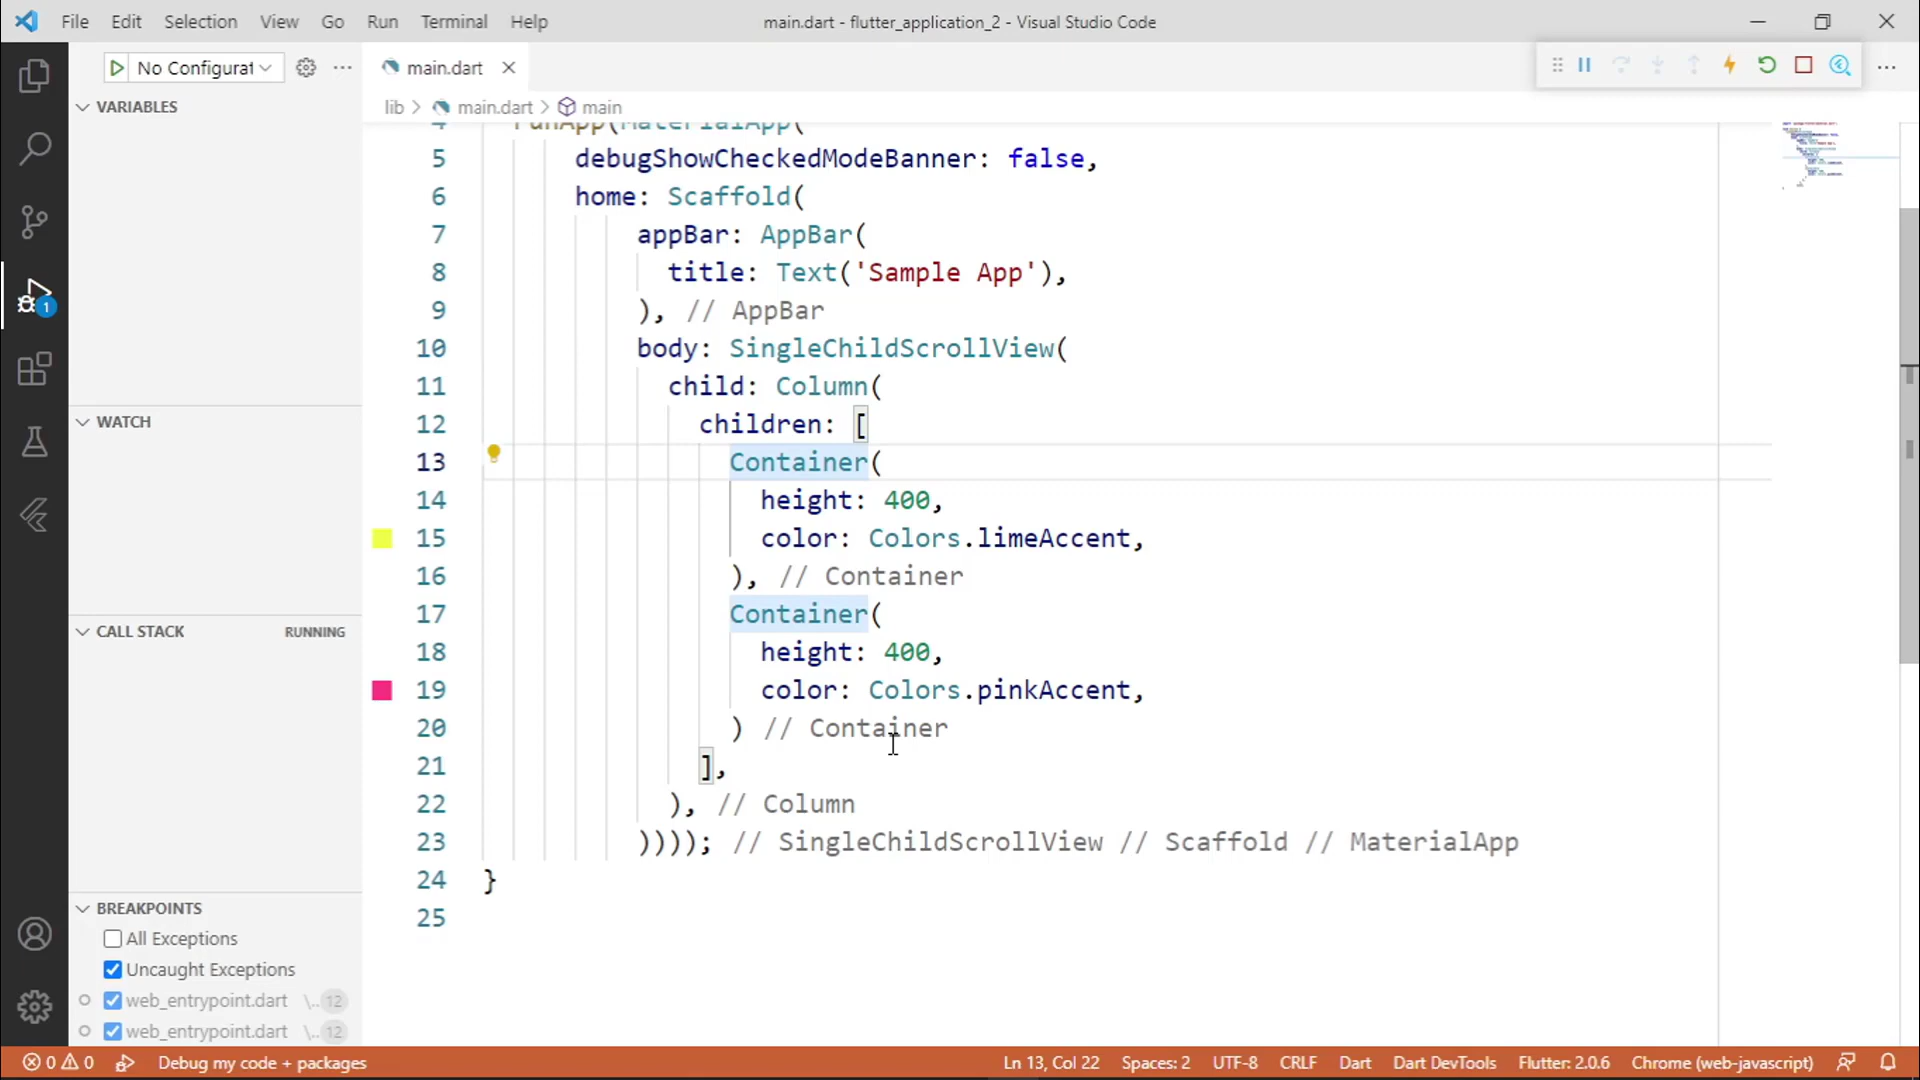 File Edit Selection View Go Run Terminal Help
main.dart - flutter_application_2 - Visual Studio Code
No Configurat
main.dart
VARIABLES
lib > main.dart > main
4 runApp(MaterialApp(
5 debugShowCheckedModeBanner: false,
6 home: Scaffold(
7 appBar: AppBar(
8 title: Text('Sample App'),
9 ), // AppBar
10 body: SingleChildScrollView(
11 child: Column(
12 children: [
13 Container(
14 height: 400,
15 color: Colors.limeAccent,
16 ), // Container
17 Container(
18 height: 400,
19 color: Colors.pinkAccent,
20 ) // Container
21 ],
22 ), // Column
23 )))); // SingleChildScrollView // Scaffold // MaterialApp
24 }
25
1
WATCH
CALL STACK RUNNING
BREAKPOINTS
All Exceptions
Uncaught Exceptions
web_entrypoint.dart \.. 12
web_entrypoint.dart \.. 12
0 0 Debug my code + packages
Ln 13, Col 22 Spaces: 2 UTF-8 CRLF Dart Dart DevTools Flutter: 2.0.6 Chrome (web-javascript)